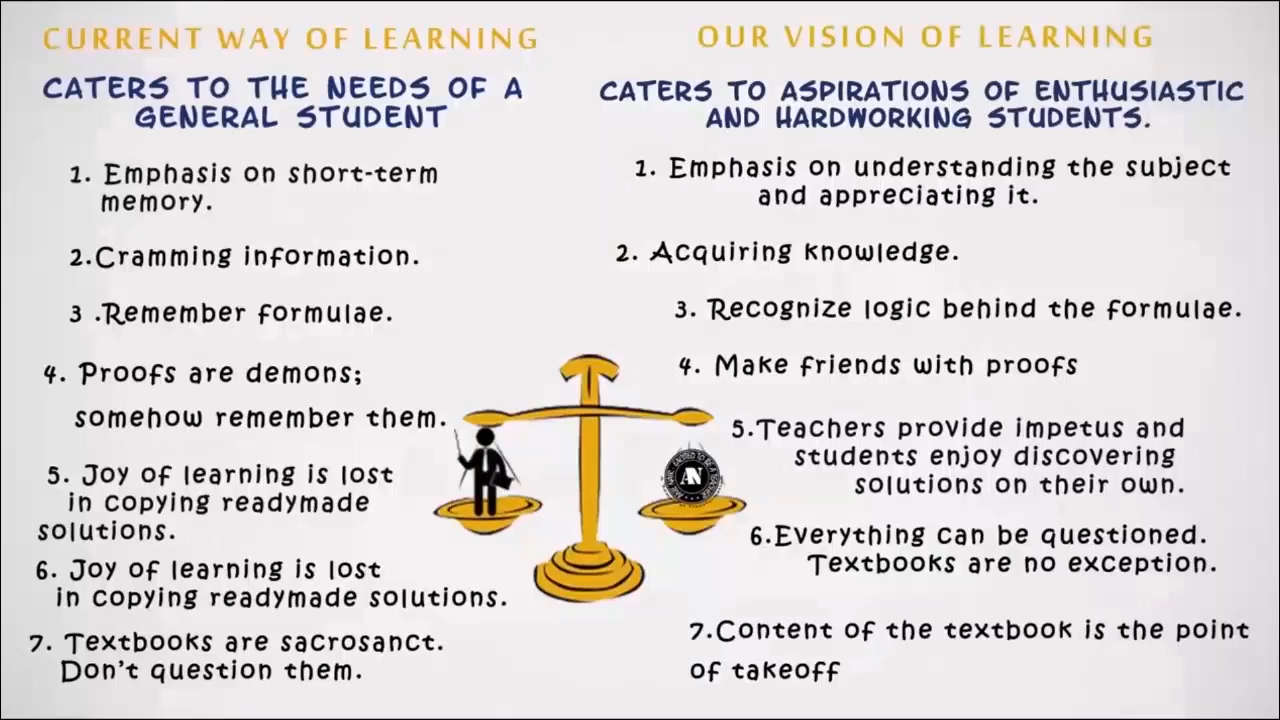 CURRENT WAY OF LEARNING
CATERS TO THE NEEDS OF A
GENERAL STUDENT
1. Emphasis on short-term
memory.
2.Cramming information.
3 .Remember formulae.
4. Proofs are demons;
somehow remember them.
5. Joy of learning is lost
in copying readymade
solutions.
6. Joy of learning is lost
in copying readymade solutions.
7. Textbooks are sacrosanct.
Don't question them.
OUR VISION OF LEARNING
CATERS TO ASPIRATIONS OF ENTHUSIASTIC
AND HARDWORKING STUDENTS.
1. Emphasis on understanding the subject
and appreciating it.
2. Acquiring knowledge.
3. Recognize logic behind the formulae.
4. Make friends with proofs
5.Teachers provide impetus and
students enjoy discovering
solutions on their own.
6.Everything can be questioned.
Textbooks are no exception.
7.Content of the textbook is the point
of takeoff
AN